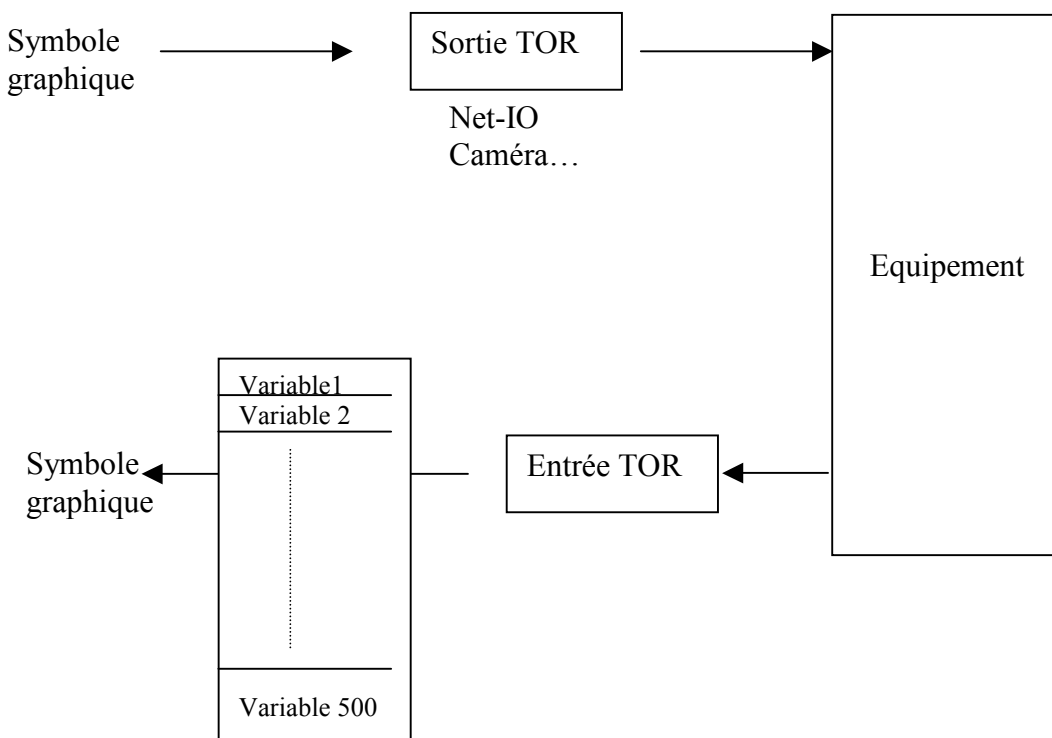 Symbole
graphique
Sortie TOR
Net-IO
Caméra…
Equipement
Variable1
Variable 2
Symbole
graphique
Entrée TOR
Variable 500